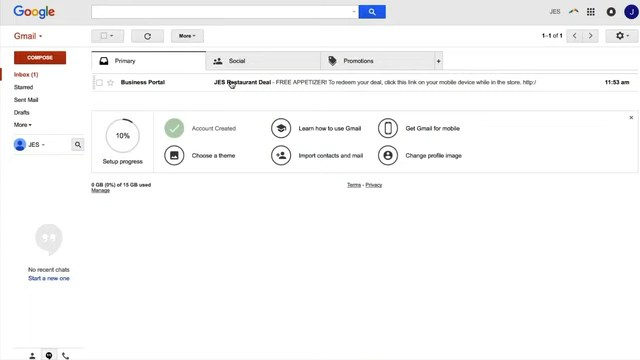 Google
JES
J
Gmail
More
1–1 of 1
COMPOSE
Primary
Social
Promotions
+
Inbox (1)
Starred
Sent Mail
Drafts
More
JES
Business Portal
JES Restaurant Deal - FREE APPETIZER! To redeem your deal, click this link on your mobile device while in the store. http:/
11:53 am
10%
Setup progress
Account Created
Learn how to use Gmail
Get Gmail for mobile
Choose a theme
Import contacts and mail
Change profile image
0 GB (0%) of 15 GB used
Manage
Terms - Privacy
No recent chats
Start a new one